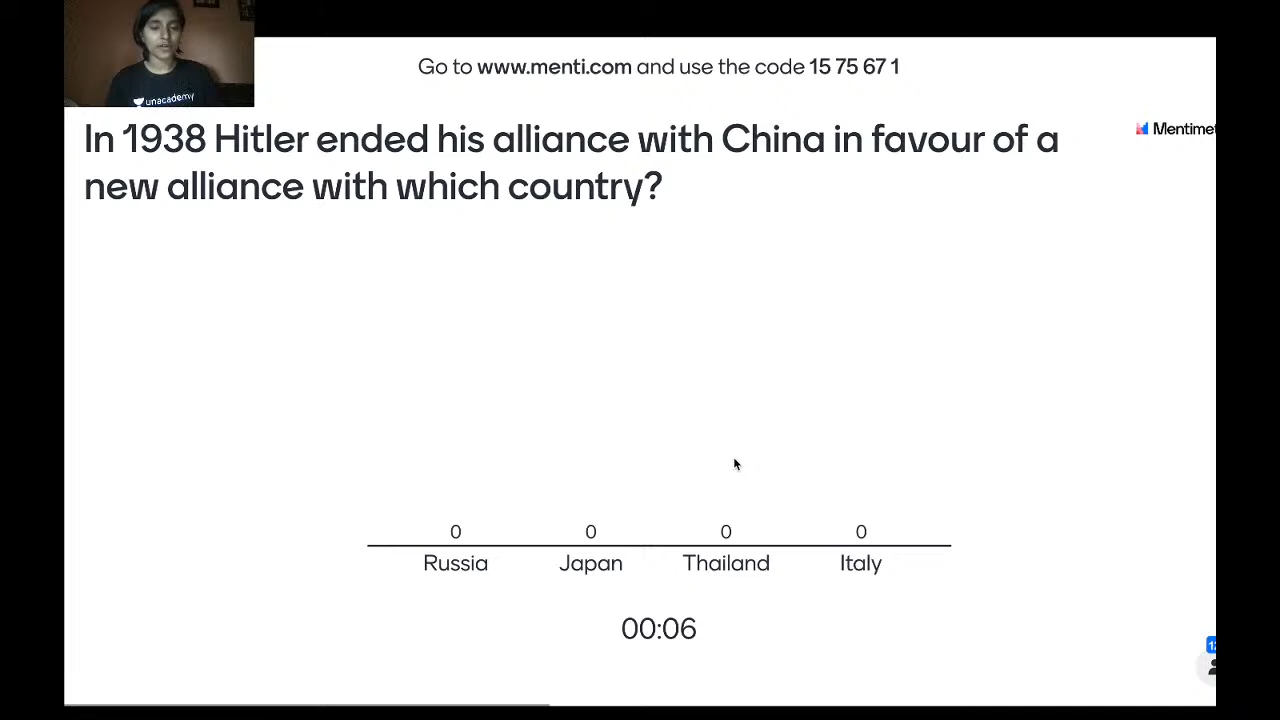 unacademy
Go to www.menti.com and use the code 15 75 67 1
Mentimet
In 1938 Hitler ended his alliance with China in favour of a
new alliance with which country?
0 0 0 0
Russia Japan Thailand Italy
00:06